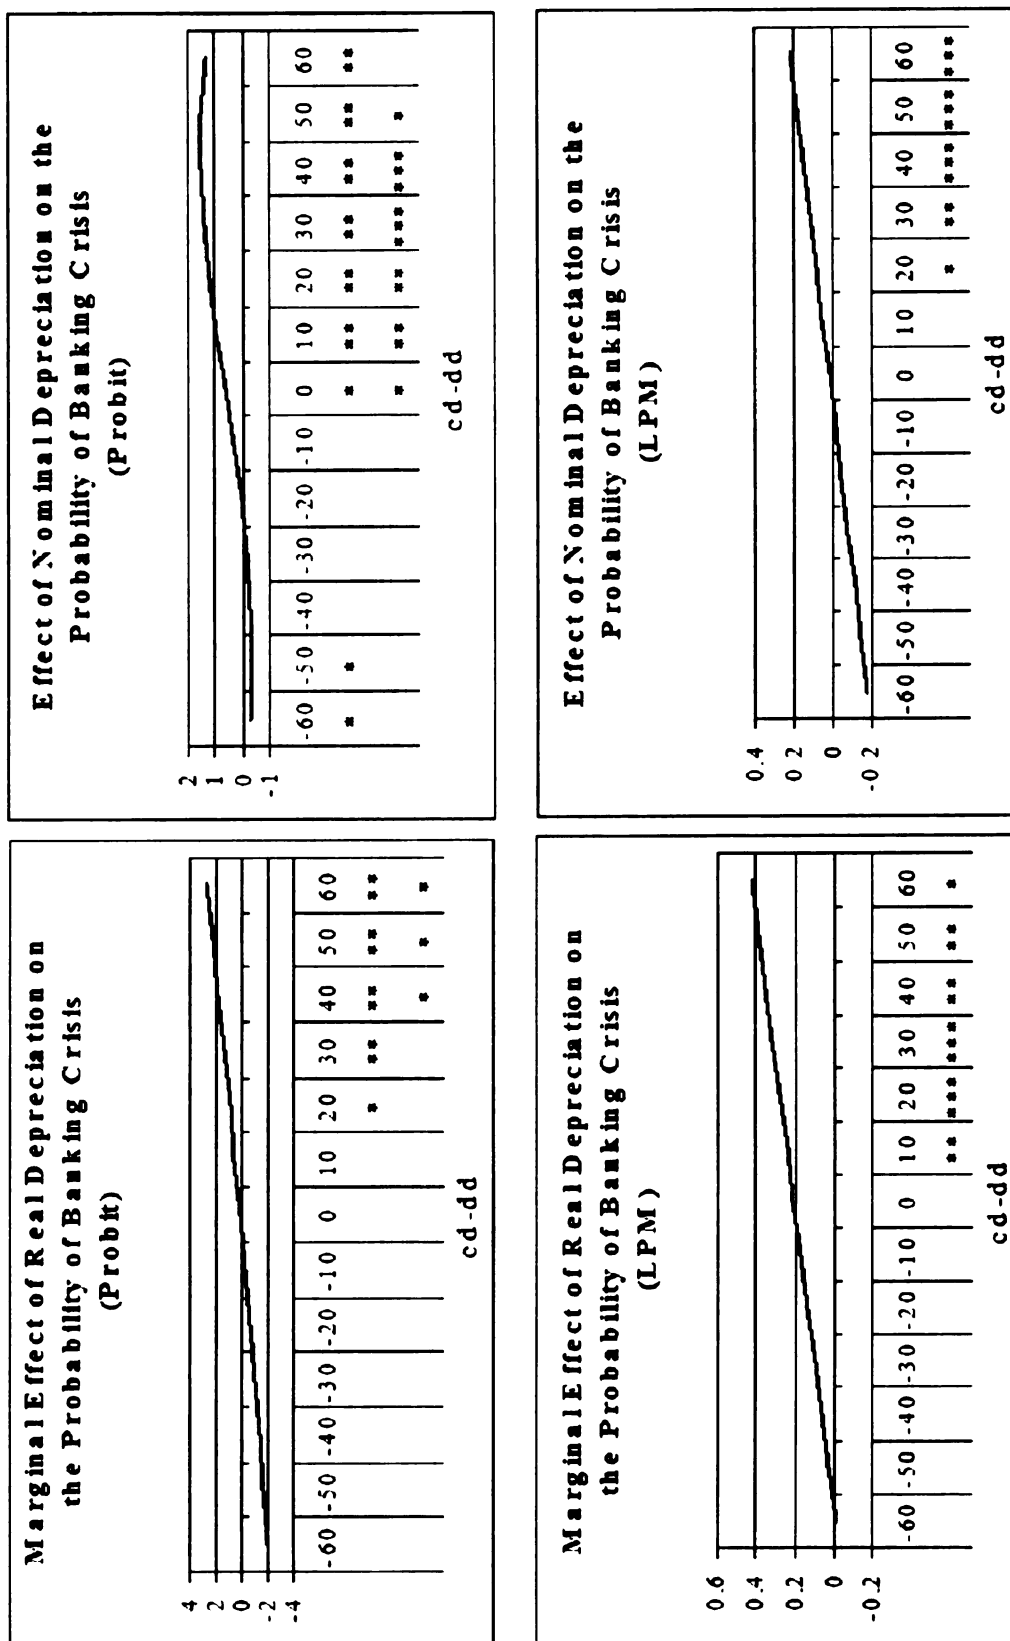 Marginal Effect of Real Depreciation on
the Probability of Banking Crisis
(Probit)
4
2
0
-2
-4
-60 -50 -40 -30 -20 -10 0 10 20 30 40 50 60
* ** ** ** **
* * *
cd-dd
Effect of Nominal Depreciation on the
Probability of Banking Crisis
(Probit)
2
1
0
-1
-60 -50 -40 -30 -20 -10 0 10 20 30 40 50 60
* * * ** ** ** ** ** **
* ** ** *** *** *
cd-dd
Marginal Effect of Real Depreciation on
the Probability of Banking Crisis
(LPM)
0.6
0.4
0.2
0
-0.2
-60 -50 -40 -30 -20 -10 0 10 20 30 40 50 60
** *** *** ** ** *
cd-dd
Effect of Nominal Depreciation on the
Probability of Banking Crisis
(LPM)
0.4
0 2
0
-0 2
-60 -50 -40 -30 -20 -10 0 10 20 30 40 50 60
* ** *** *** ***
cd-dd